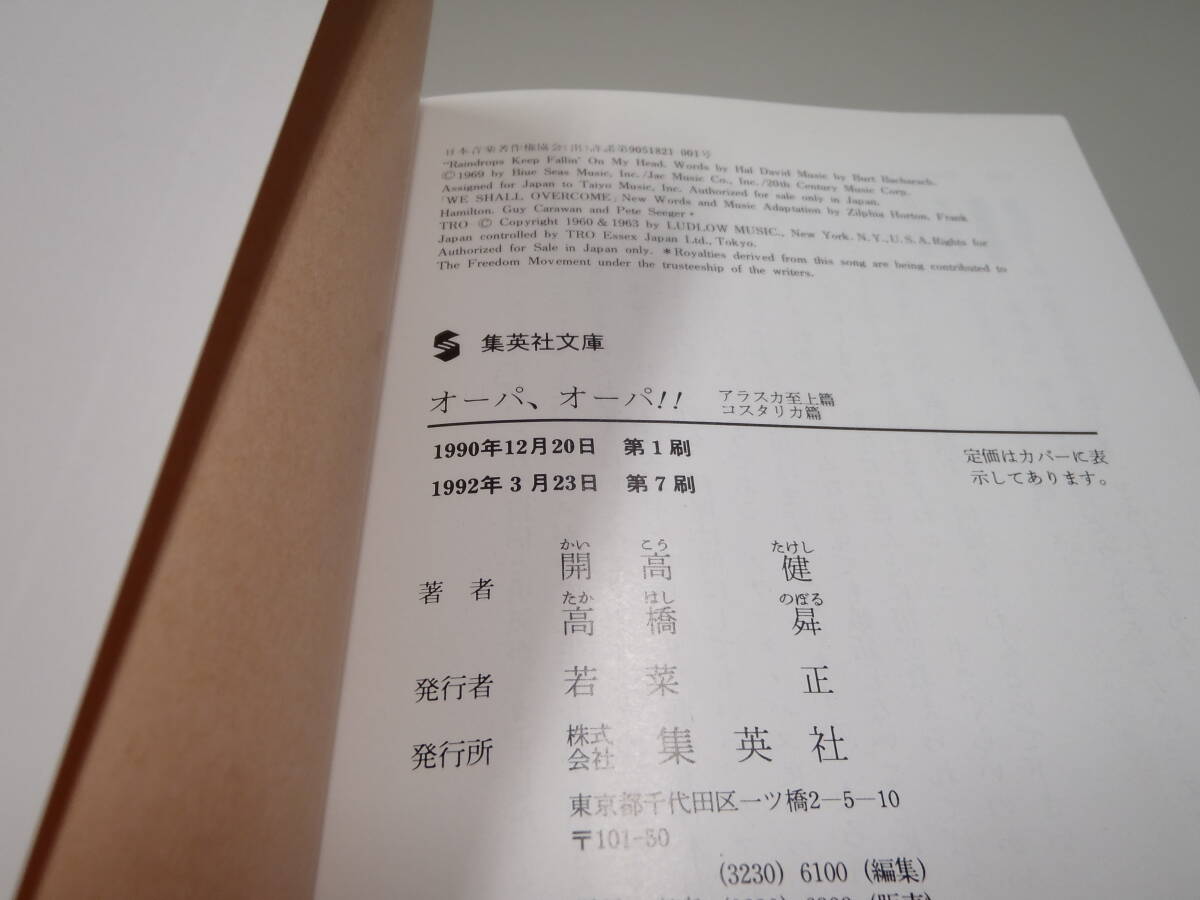 日本音楽著作権協会(出)許諾第9051821-001号
"Raindrops Keep Fallin' On My Head. Words by Hal David Music by Burt Bacharach.
©1969 by Blue Seas Music, Inc./Jac Music Co., Inc./20th Century Music Corp.
Assigned for Japan to Taiyo Music, Inc. Authorized for sale only in Japan.
「WE SHALL OVERCOME」New Words and Music Adaptation by Zilphia Horton, Frank
Hamilton, Guy Carawan and Pete Seeger *
TRO © Copyright 1960 & 1963 by LUDLOW MUSIC., New York. N.Y., U.S.A. Rights for
Japan controlled by TRO Essex Japan Ltd., Tokyo.
Authorized for Sale in Japan only. *Royalties derived from this song are being contributed to
The Freedom Movement under the trusteeship of the writers.
集英社文庫
オーパ、オーパ!! アラスカ至上篇
コスタリカ篇
1990年12月20日 第1刷
1992年3月23日 第7刷
定価はカバーに表
示してあります。
かい こう たけし
著者 開高 健
たか はし のぼる
高橋 曻
発行者 若菜 正
発行所 株式会社 集英社
東京都千代田区一ツ橋2-5-10
〒101-50
(3230) 6100 (編集)